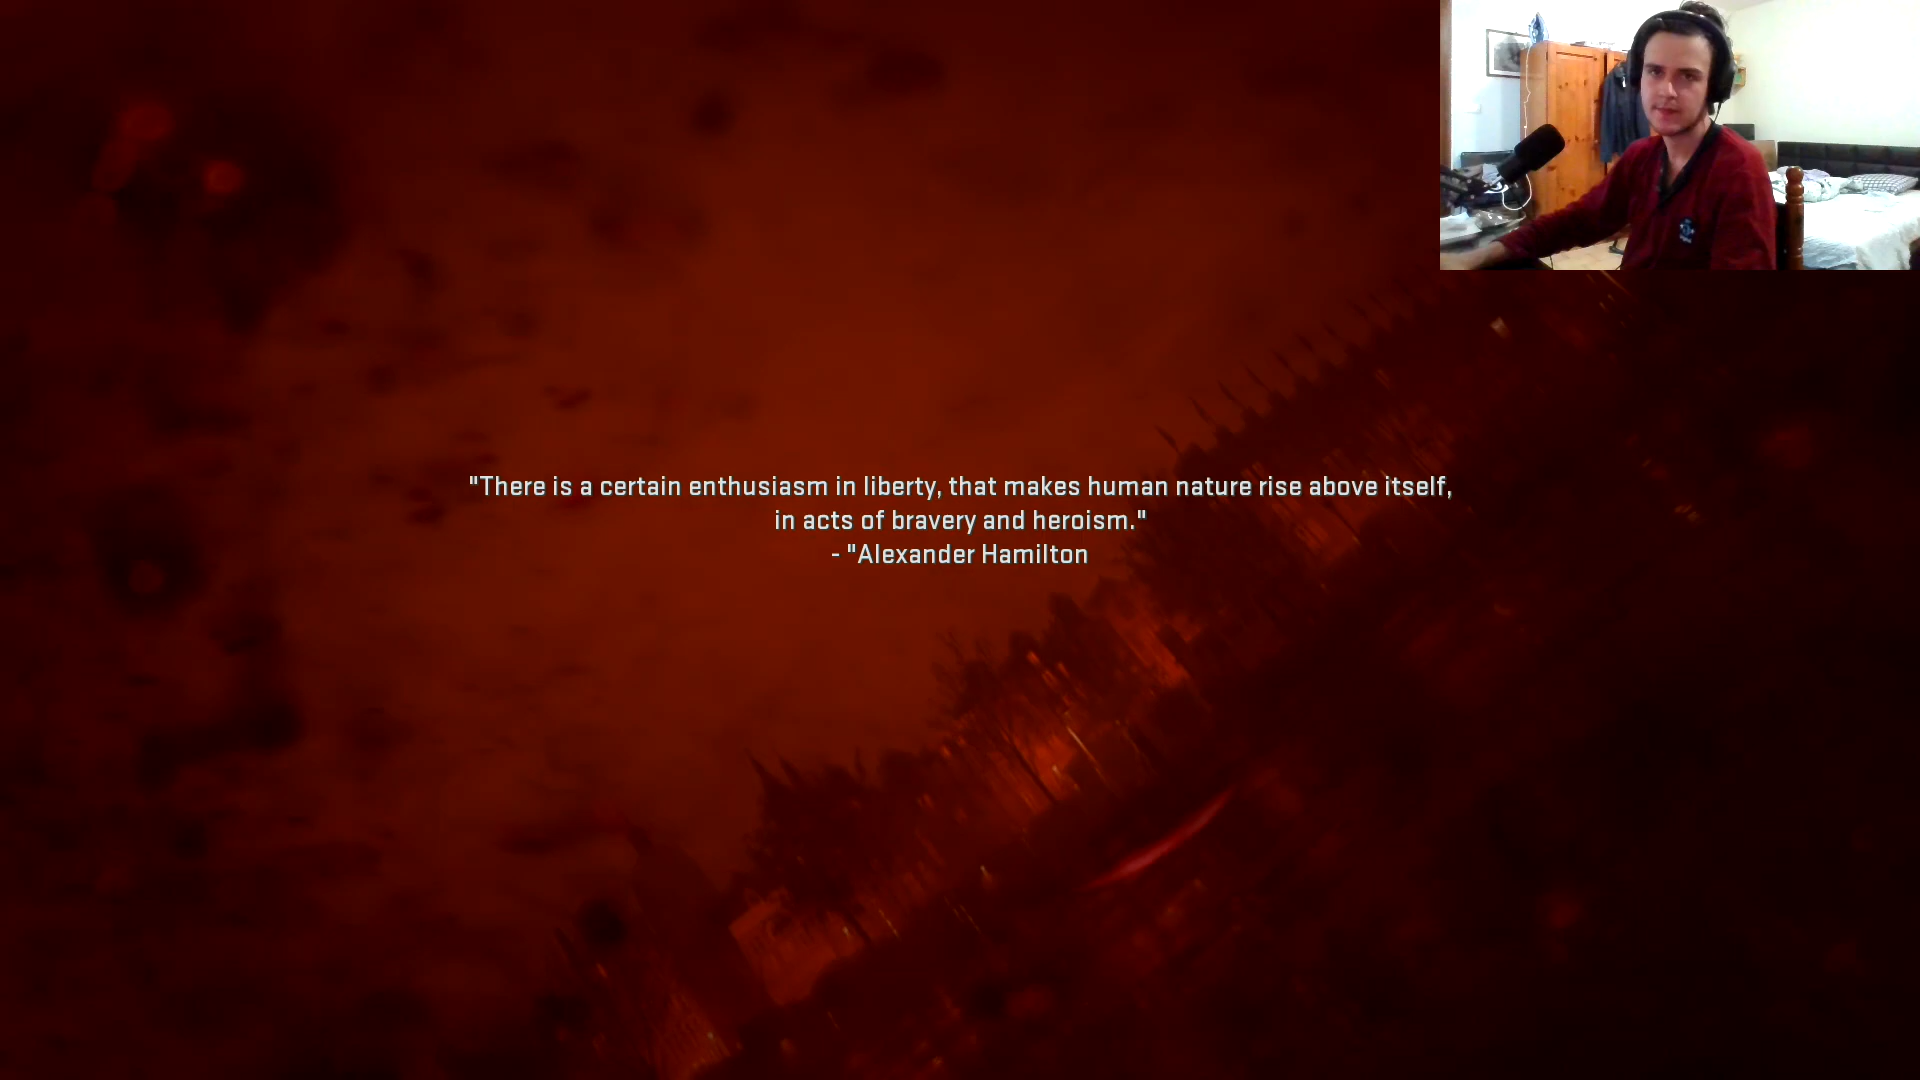 "There is a certain enthusiasm in liberty, that makes human nature rise above itself,
in acts of bravery and heroism."
- "Alexander Hamilton